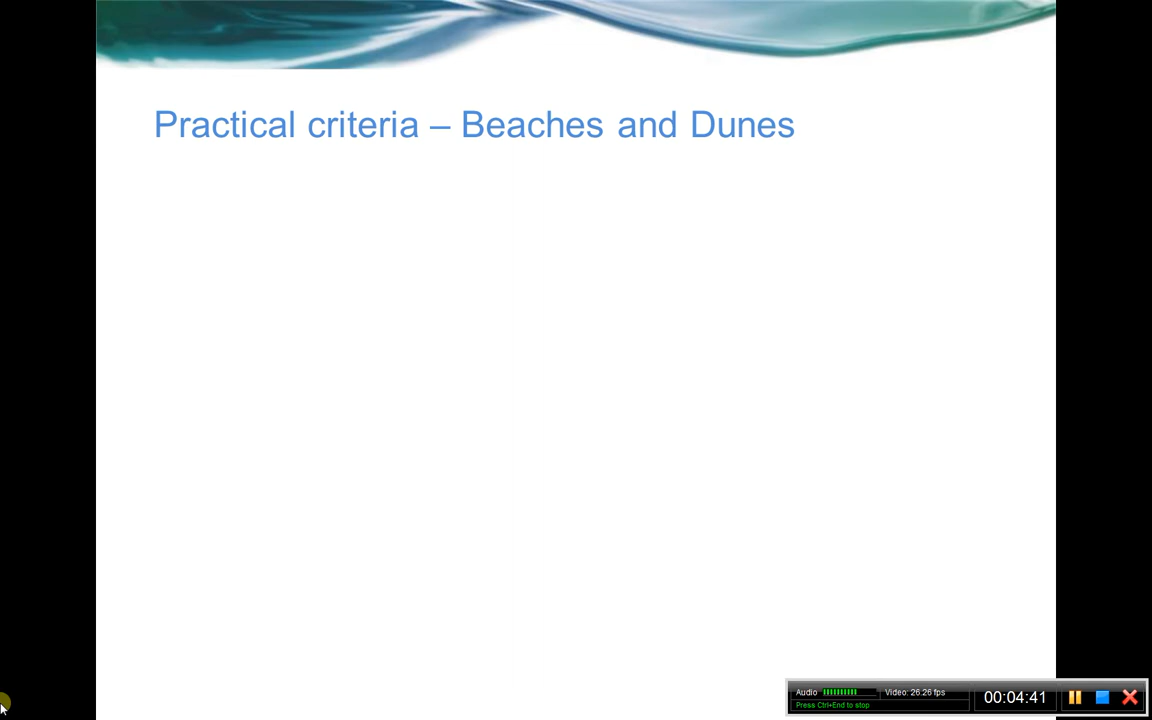 Practical criteria – Beaches and Dunes
Audio
Video: 26.26 fps
Press Ctrl+End to stop
00:04:41